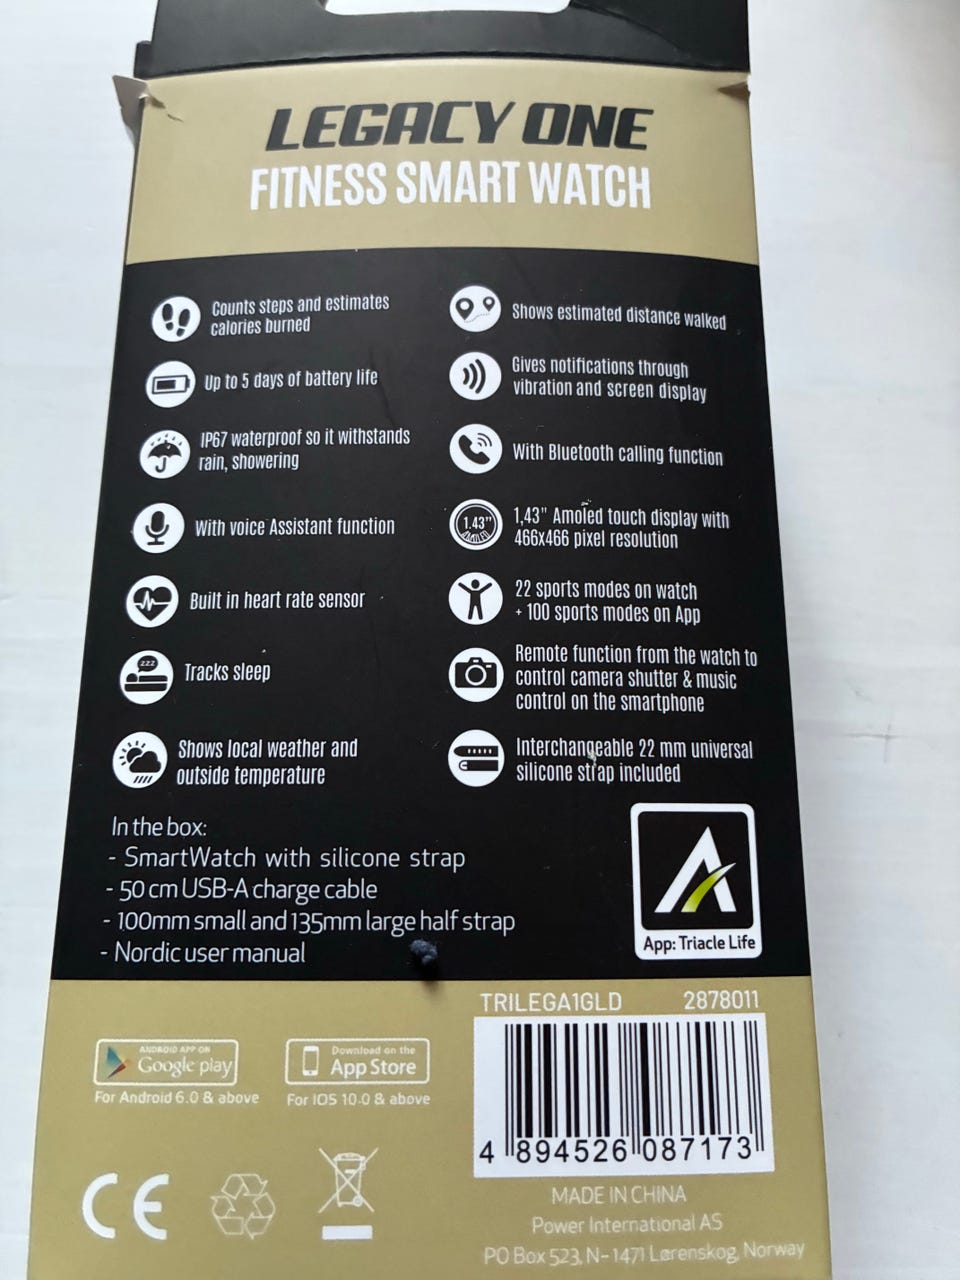 LEGACY ONE
FITNESS SMART WATCH
Counts steps and estimates
calories burned
Up to 5 days of battery life
IP67 waterproof so it withstands
rain, showering
With voice Assistant function
Built in heart rate sensor
zzz
Tracks sleep
Shows local weather and
outside temperature
Shows estimated distance walked
Gives notifications through
vibration and screen display
With Bluetooth calling function
1.43"
AMOLED
1,43" Amoled touch display with
466x466 pixel resolution
22 sports modes on watch
+ 100 sports modes on App
Remote function from the watch to
control camera shutter & music
control on the smartphone
Interchangeable 22 mm universal
silicone strap included
In the box:
- SmartWatch with silicone strap
- 50 cm USB-A charge cable
- 100mm small and 135mm large half strap
- Nordic user manual
App: Triacle Life
TRILEGA1GLD 2878011
ANDROID APP ON
Google play
For Android 6.0 & above
Download on the
App Store
For IOS 10.0 & above
4 894526 087173
CE
MADE IN CHINA
Power International AS
PO Box 523, N-1471 Lørenskog, Norway